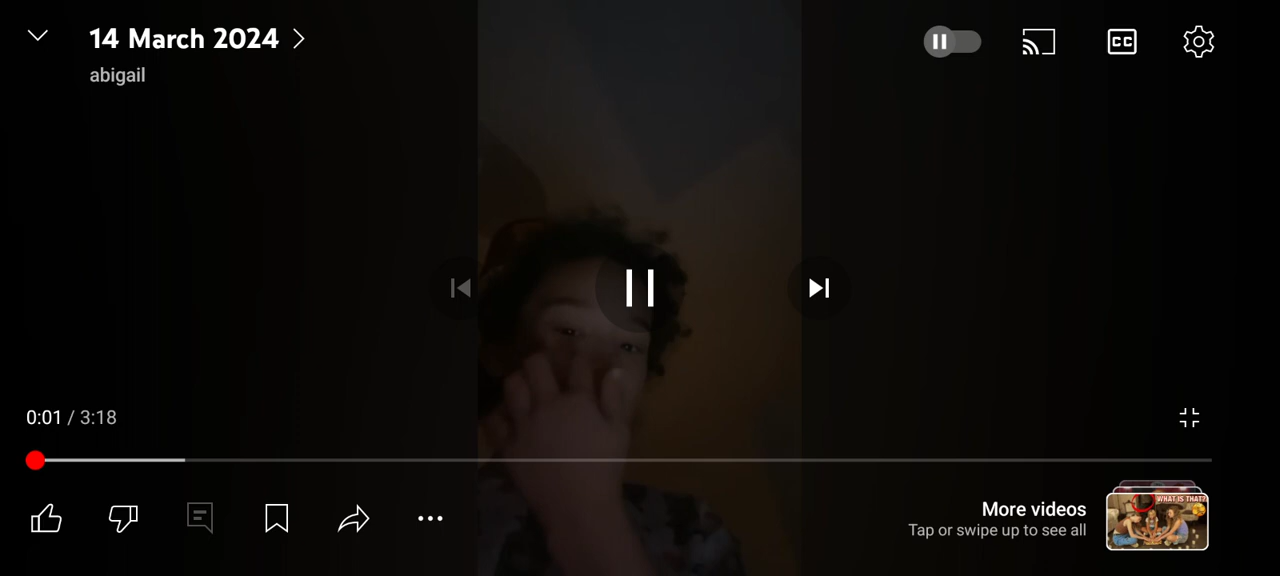 14 March 2024
abigail
CC
0:01 / 3:18
More videos
Tap or swipe up to see all
WHAT IS THAT?